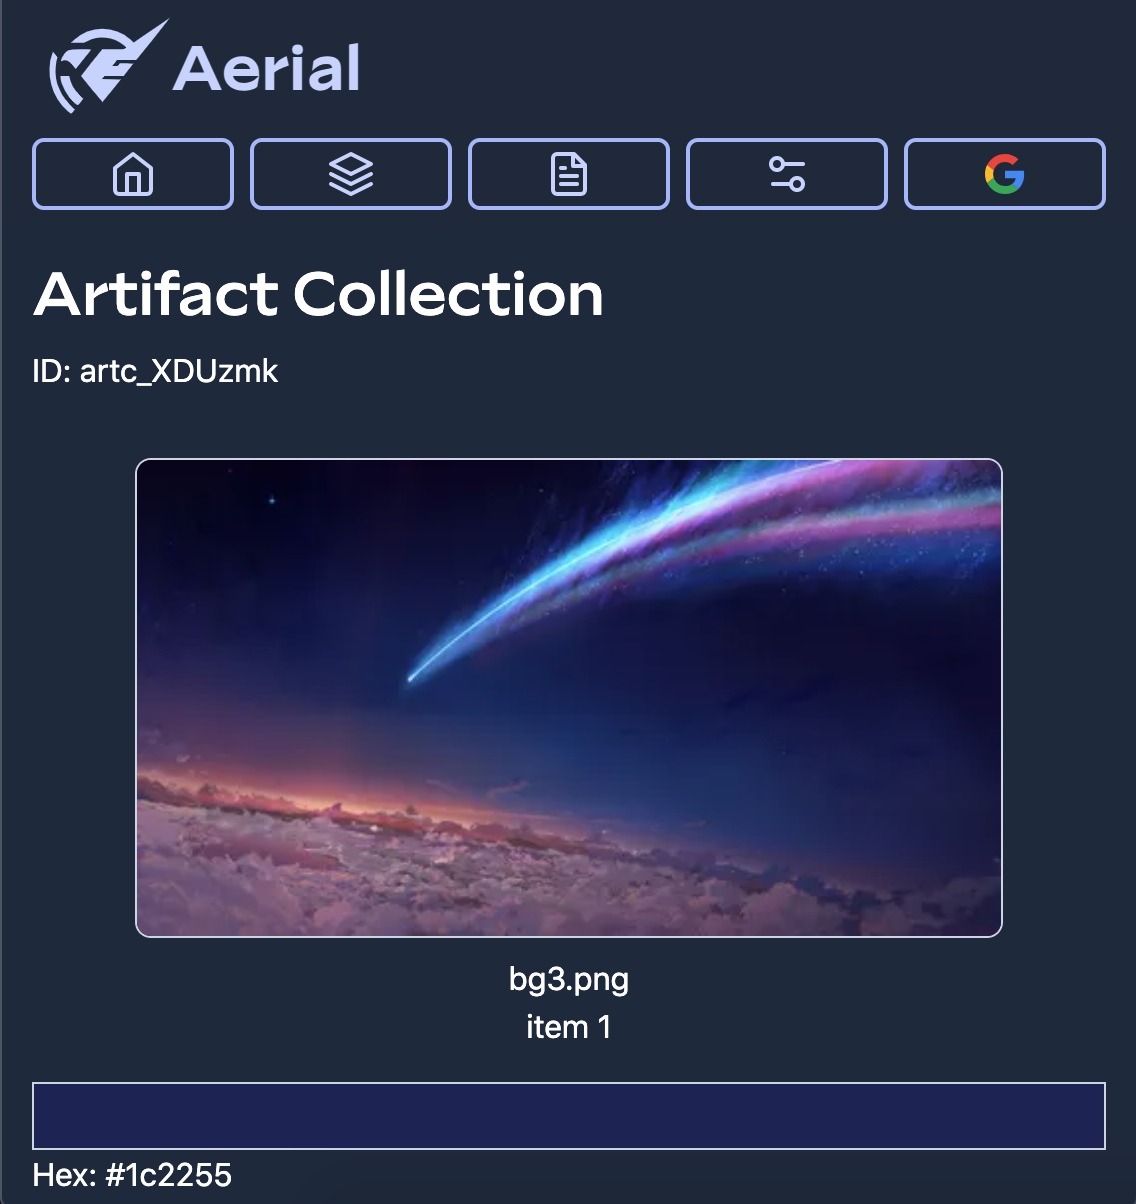 Aerial
Artifact Collection
ID: artc_XDUzmk
bg3.png
item 1
Hex: #1c2255